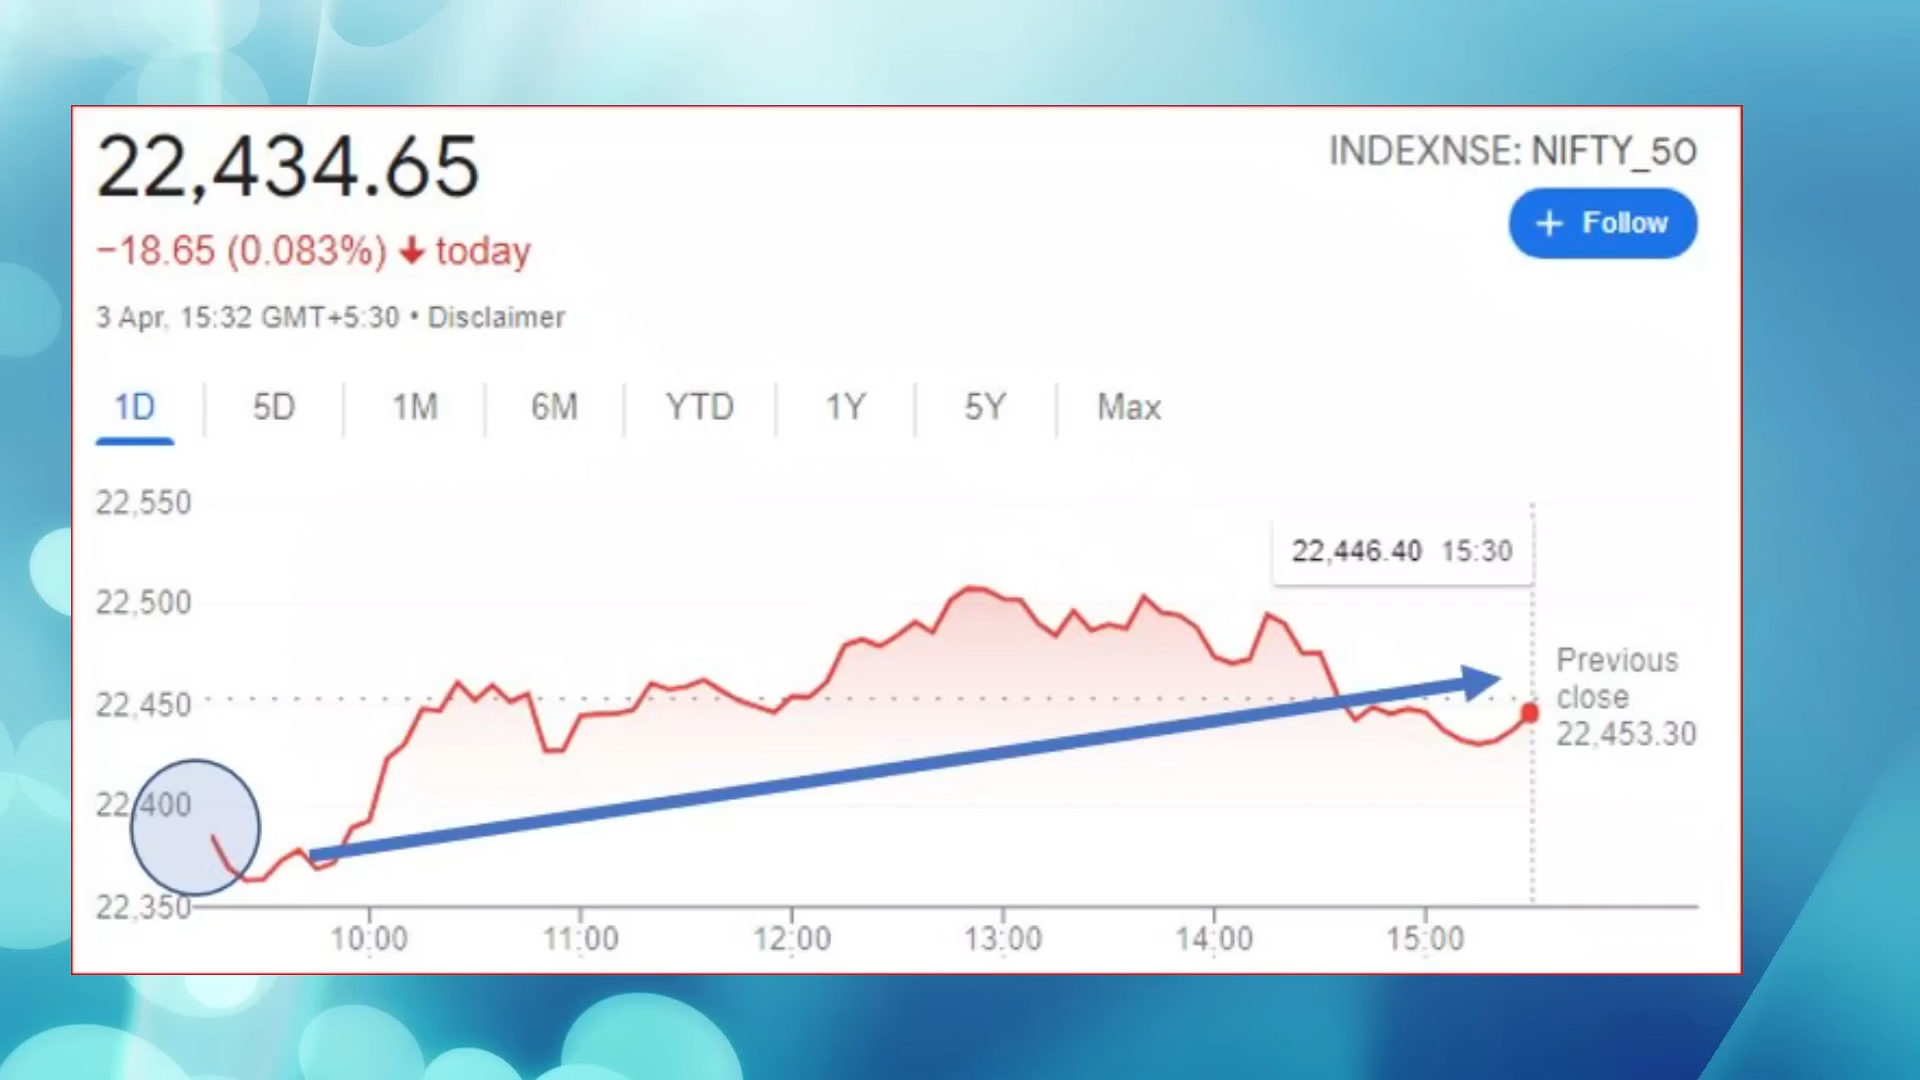 22,434.65
INDEXNSE: NIFTY_50
−18.65 (0.083%) ↓ today
+ Follow
3 Apr, 15:32 GMT+5:30 • Disclaimer
1D 5D 1M 6M YTD 1Y 5Y Max
22,550
22,446.40 15:30
22,500
Previous
close
22,453.30
22,450
22,400
22,350
10:00 11:00 12:00 13:00 14:00 15:00